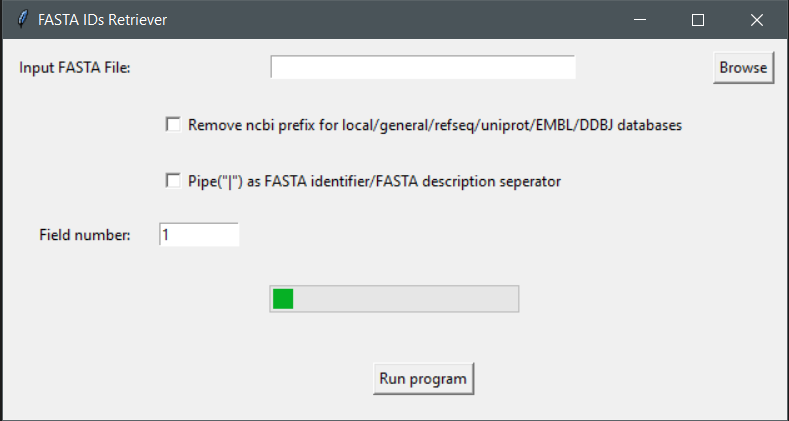 FASTA IDs Retriever
Input FASTA File: Browse
Remove ncbi prefix for local/general/refseq/uniprot/EMBL/DDBJ databases
Pipe("|") as FASTA identifier/FASTA description seperator
Field number: 1
Run program